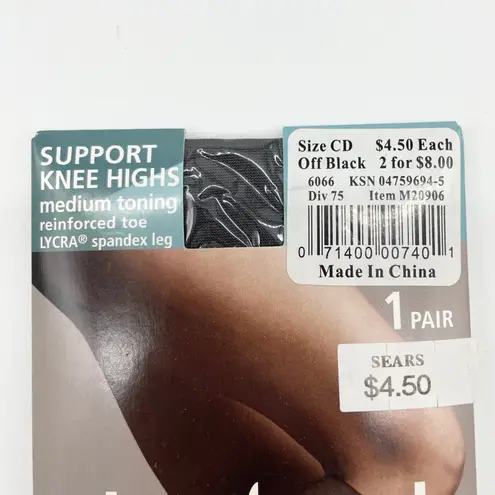 SUPPORT
KNEE HIGHS
medium toning
reinforced toe
LYCRA® spandex leg
Size CD $4.50 Each
Off Black 2 for $8.00
6066 KSN 04759694-5
Div 75 Item M20906
0 71400 00740 1
Made In China
1 PAIR
SEARS
$4.50